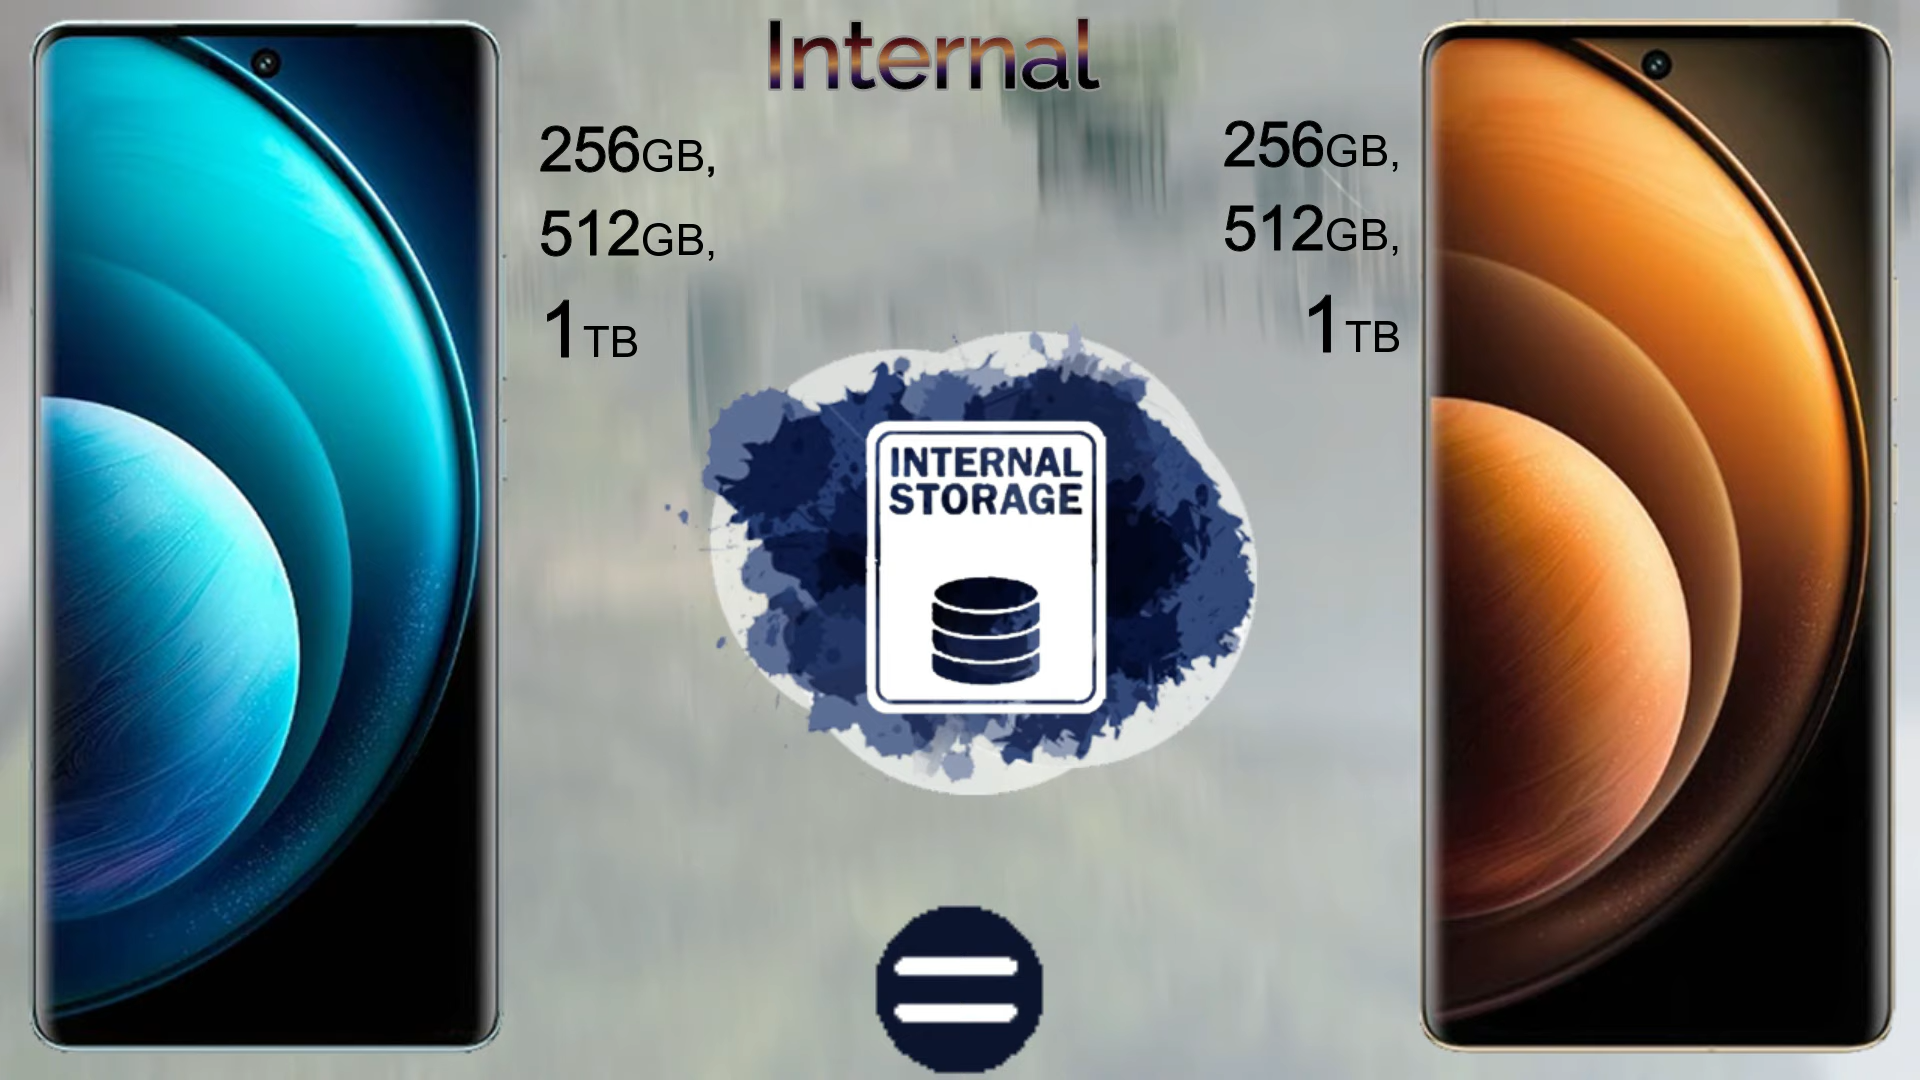 Internal
256GB,
512GB,
1TB
256GB,
512GB,
1TB
INTERNAL
STORAGE